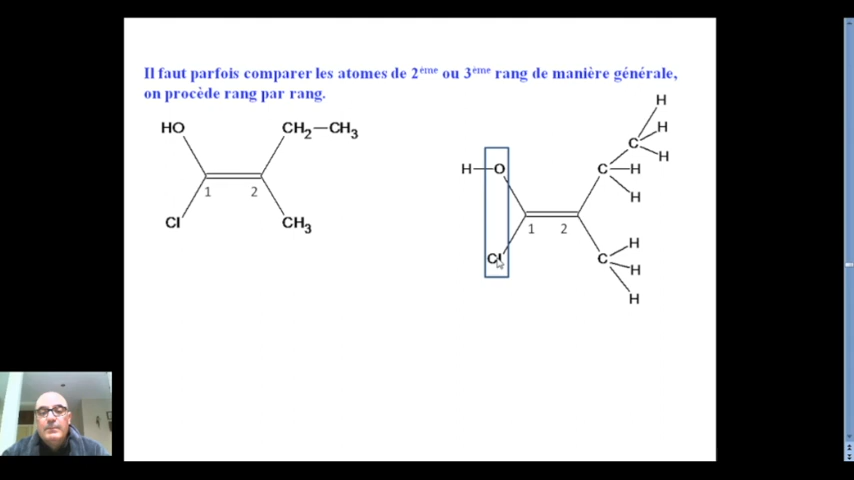 Il faut parfois comparer les atomes de 2ème ou 3ème rang de manière générale,
on procède rang par rang.
HO
CH2—CH3
1
2
Cl
CH3
H
H
C
H
H—O
C—H
H
1
2
H
Cl
C
H
H